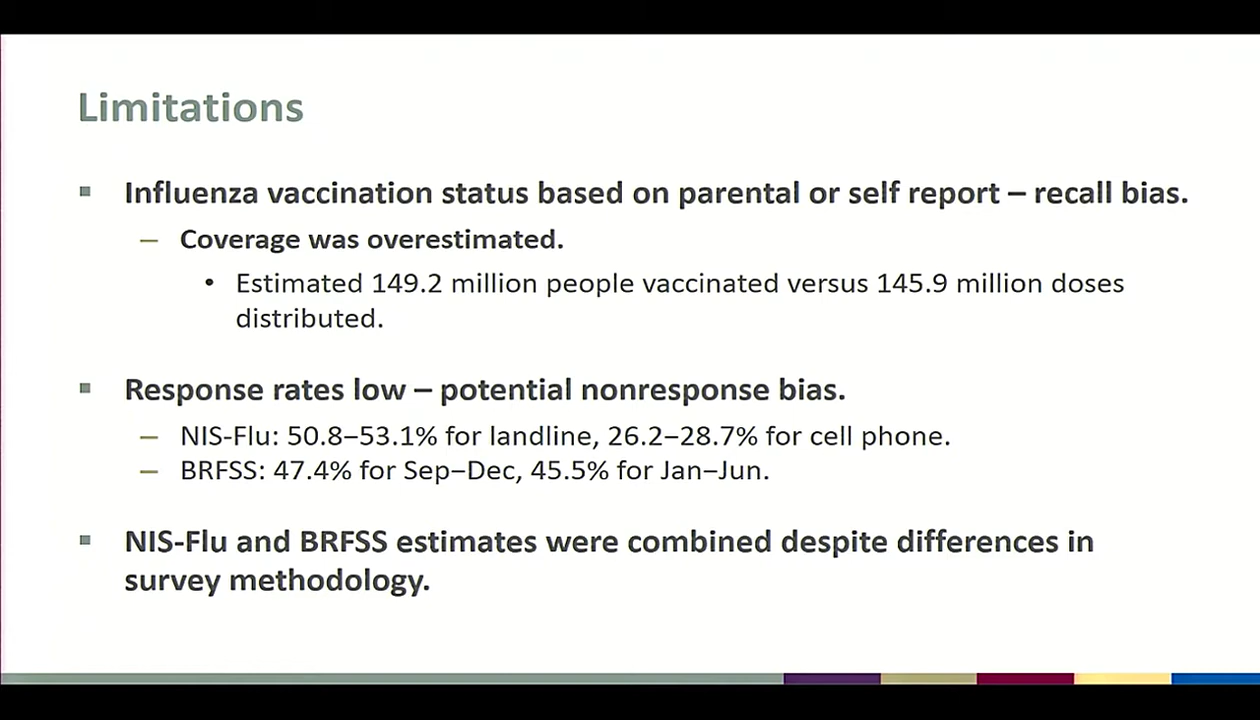 Limitations
▪ Influenza vaccination status based on parental or self report – recall bias.
– Coverage was overestimated.
• Estimated 149.2 million people vaccinated versus 145.9 million doses
distributed.
▪ Response rates low – potential nonresponse bias.
– NIS-Flu: 50.8–53.1% for landline, 26.2–28.7% for cell phone.
– BRFSS: 47.4% for Sep–Dec, 45.5% for Jan–Jun.
▪ NIS-Flu and BRFSS estimates were combined despite differences in
survey methodology.